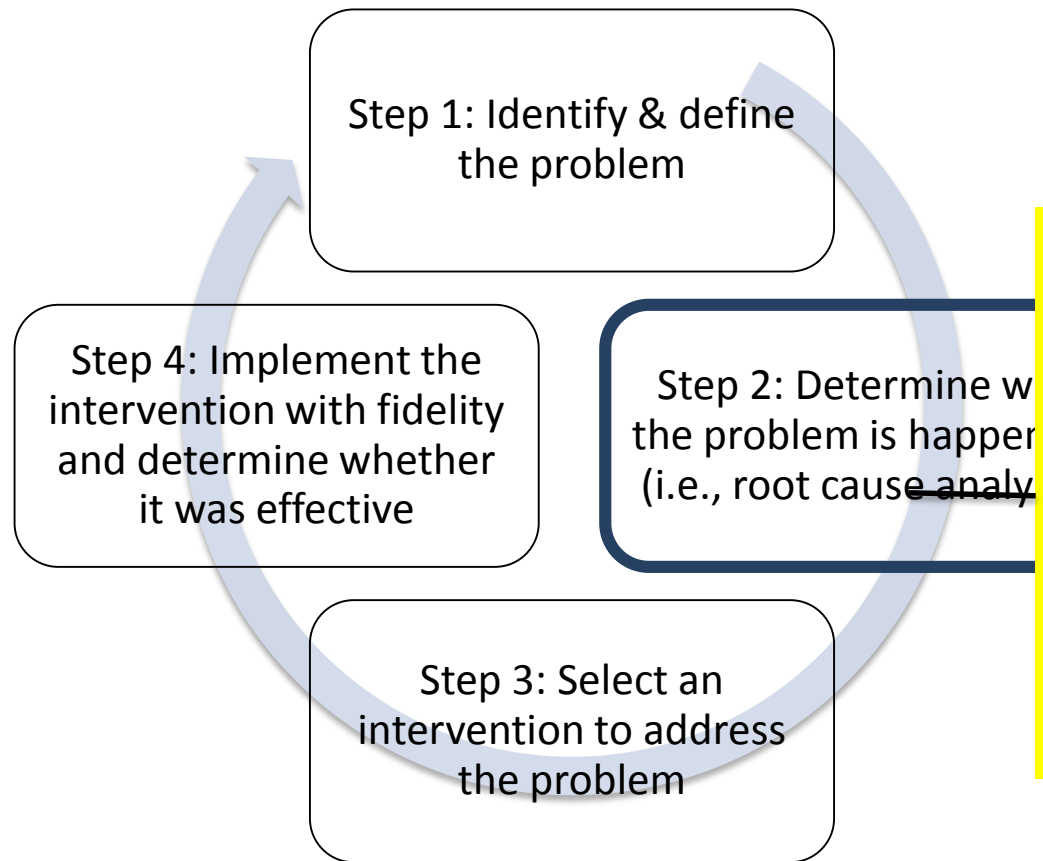 Step 1: Identify & define
the problem
Step 2: Determine
the problem is
(i.e., root cause
Step 3: Select an
intervention to address
the problem
Step 4: Implement the
intervention with fidelity
and determine whether
it was effective